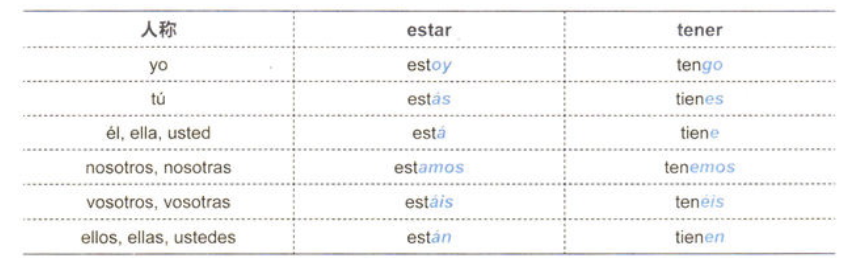 人称 estar tener
yo estoy tengo
tú estás tienes
él, ella, usted está tiene
nosotros, nosotras estamos tenemos
vosotros, vosotras estáis tenéis
ellos, ellas, ustedes están tienen